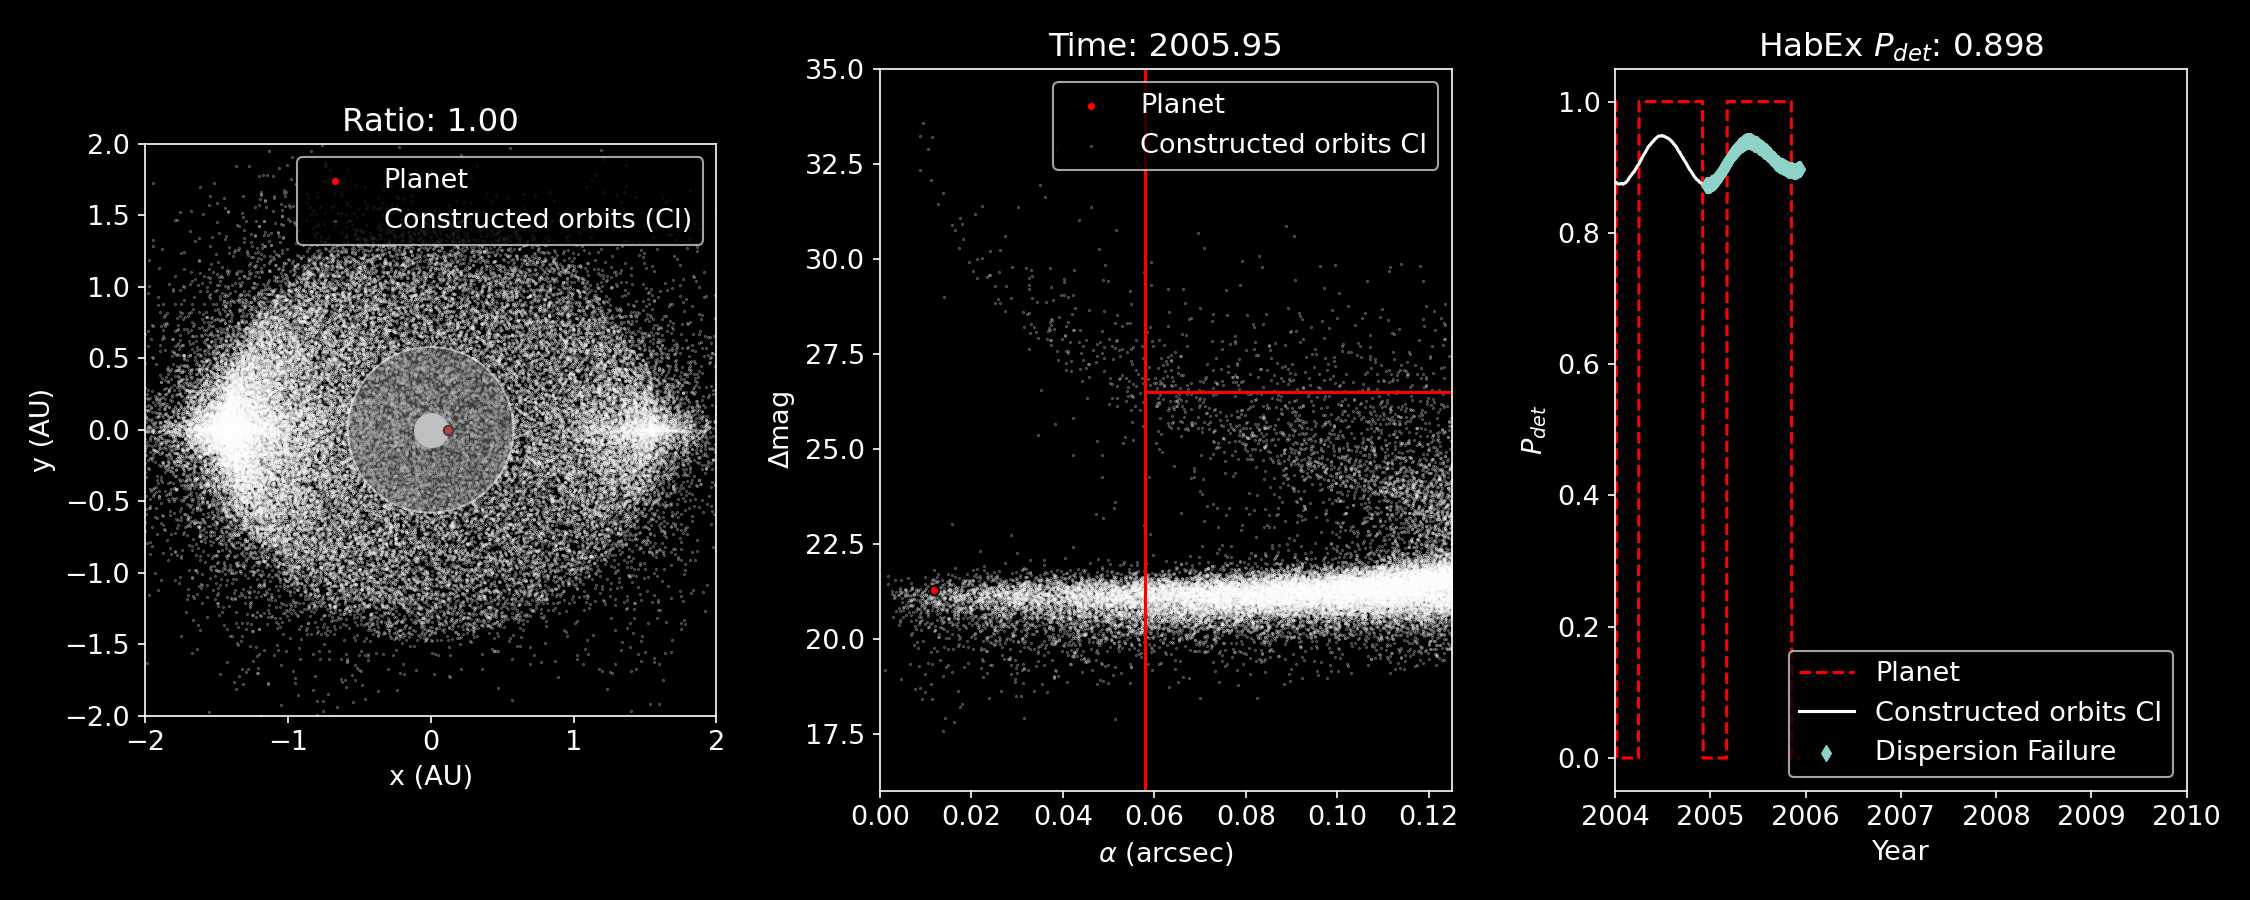 Ratio: 1.00
Planet
Constructed orbits (CI)
2.0
1.5
1.0
0.5
0.0
−0.5
−1.0
−1.5
−2.0
y (AU)
−2
−1
0
1
2
x (AU)
Time: 2005.95
Planet
Constructed orbits CI
35.0
32.5
30.0
27.5
25.0
22.5
20.0
17.5
Δmag
0.00
0.02
0.04
0.06
0.08
0.10
0.12
α (arcsec)
HabEx P_det: 0.898
1.0
0.8
0.6
0.4
0.2
0.0
P_det
Planet
Constructed orbits CI
Dispersion Failure
2004
2005
2006
2007
2008
2009
2010
Year